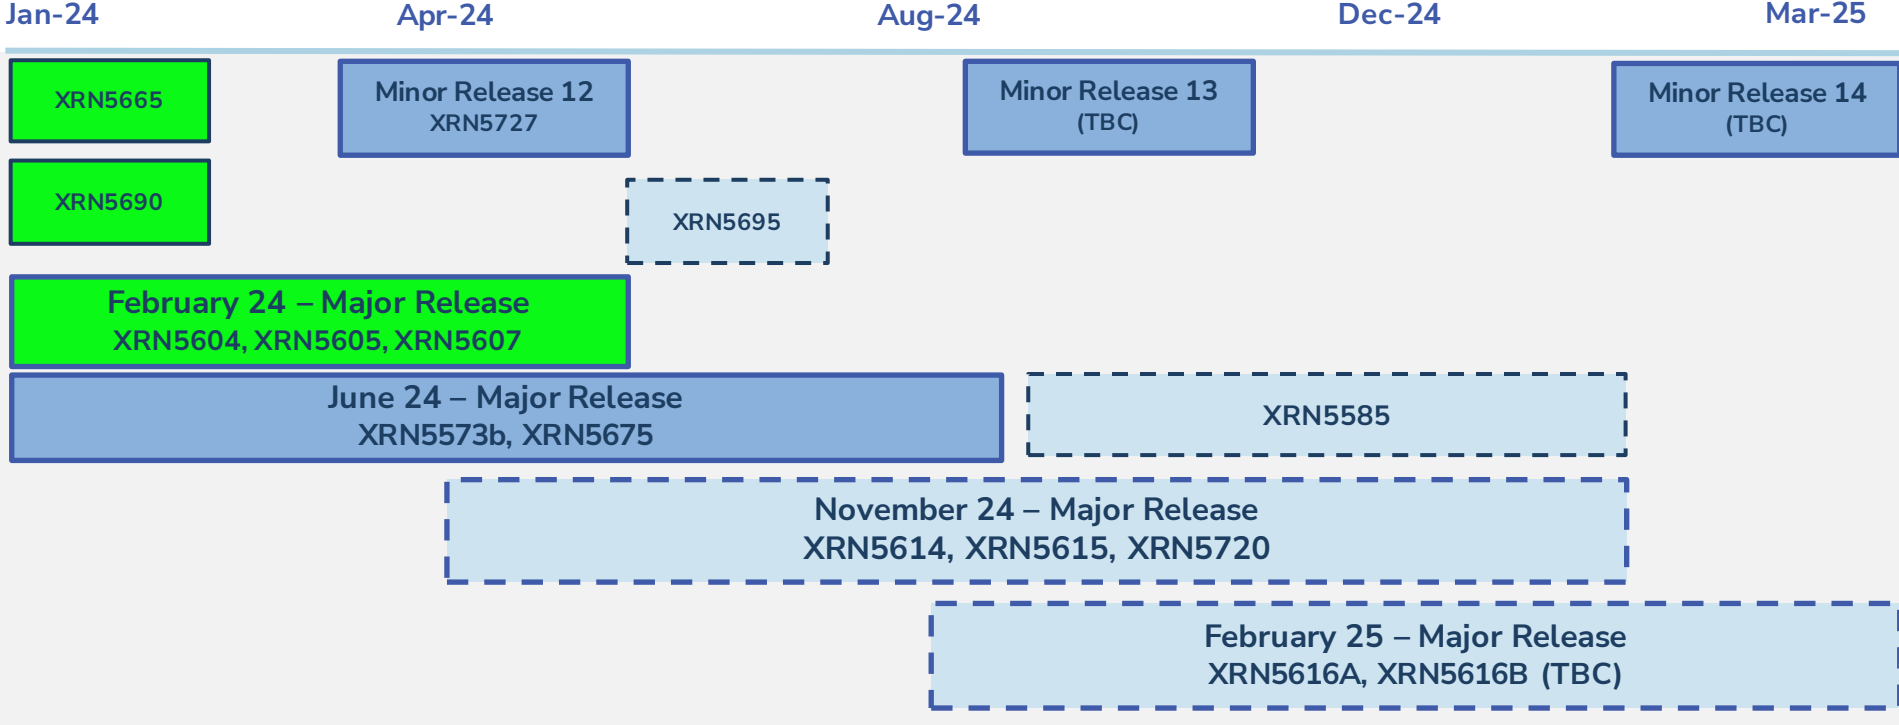 Jan-24
Apr-24
Aug-24
Dec-24
Mar-25
XRN5665
Minor Release 12
XRN5727
Minor Release 13
(TBC)
Minor Release 14
(TBC)
XRN5690
XRN5695
February 24 – Major Release
XRN5604, XRN5605, XRN5607
June 24 – Major Release
XRN5573b, XRN5675
XRN5585
November 24 – Major Release
XRN5614, XRN5615, XRN5720
February 25 – Major Release
XRN5616A, XRN5616B (TBC)